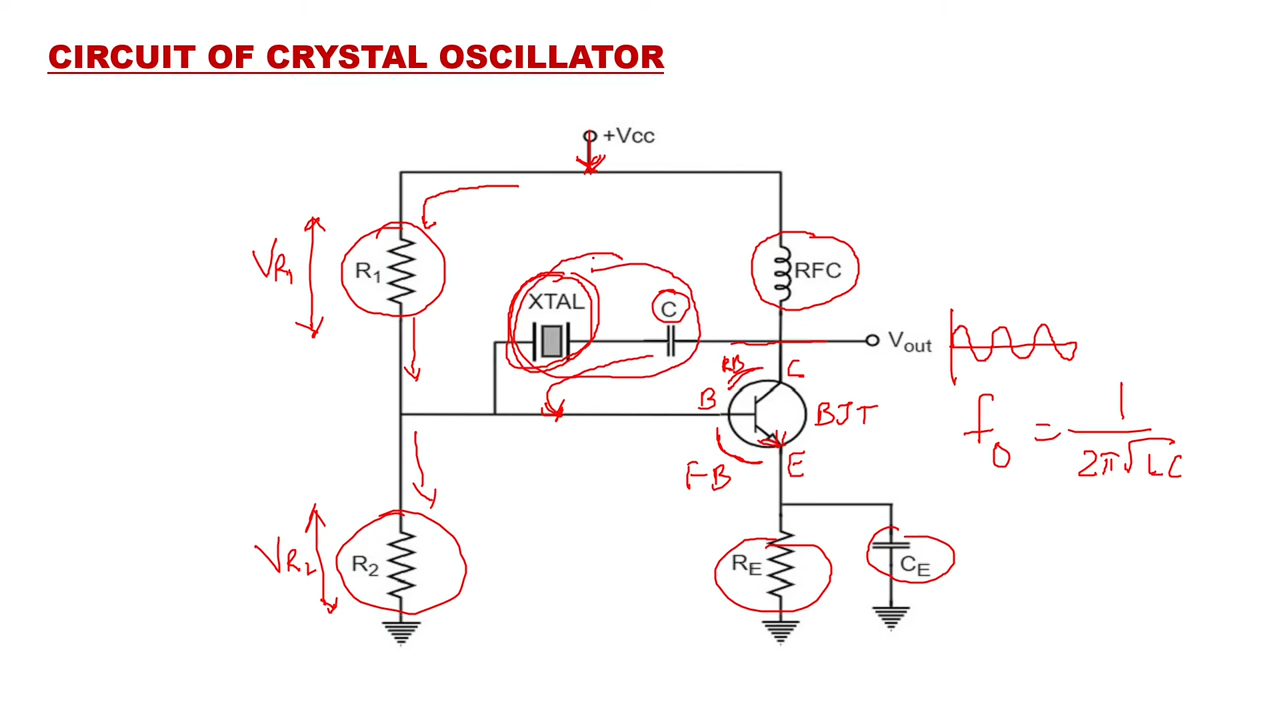 CIRCUIT OF CRYSTAL OSCILLATOR
+Vcc
VR1
R1
XTAL
C
RFC
Vout
RB
C
B
BJT
FB
E
f0 = 1
2π√LC
VR2
R2
RE
CE